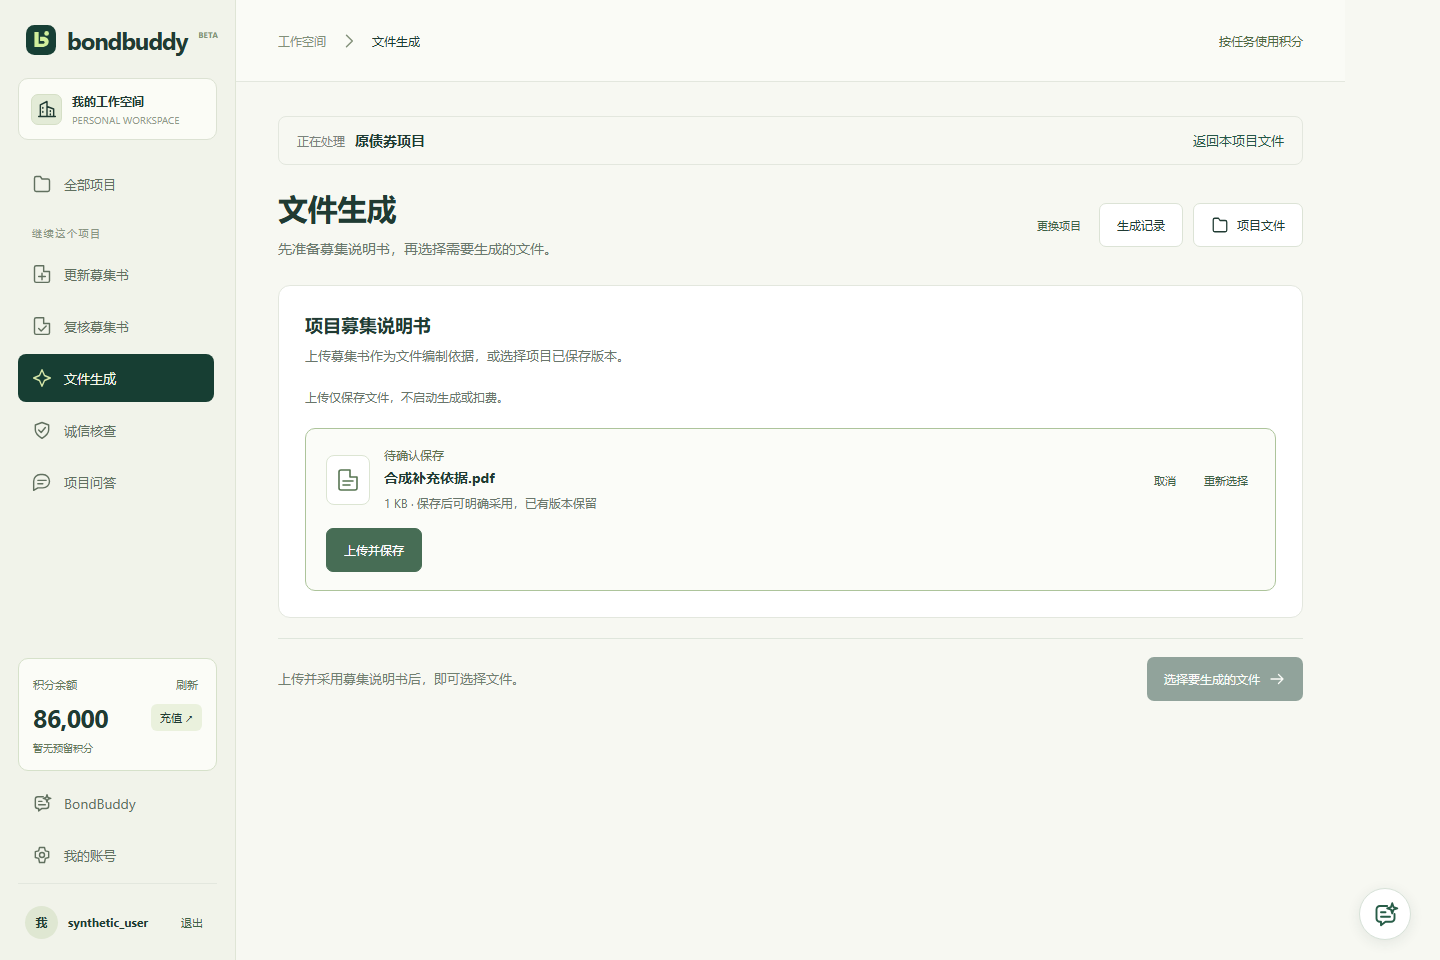 bondbuddy BETA
我的工作空间
PERSONAL WORKSPACE
全部项目
继续这个项目
更新募集书
复核募集书
文件生成
诚信核查
项目问答
积分余额 刷新
86,000 充值 ↗
暂无预留积分
BondBuddy
我的账号
我 synthetic_user 退出
工作空间 文件生成 按任务使用积分
正在处理 原债券项目 返回本项目文件
文件生成
先准备募集说明书，再选择需要生成的文件。
更换项目 生成记录 项目文件
项目募集说明书
上传募集书作为文件编制依据，或选择项目已保存版本。
上传仅保存文件，不启动生成或扣费。
待确认保存
合成补充依据.pdf
1 KB · 保存后可明确采用，已有版本保留
取消 重新选择
上传并保存
上传并采用募集说明书后，即可选择文件。
选择要生成的文件 →